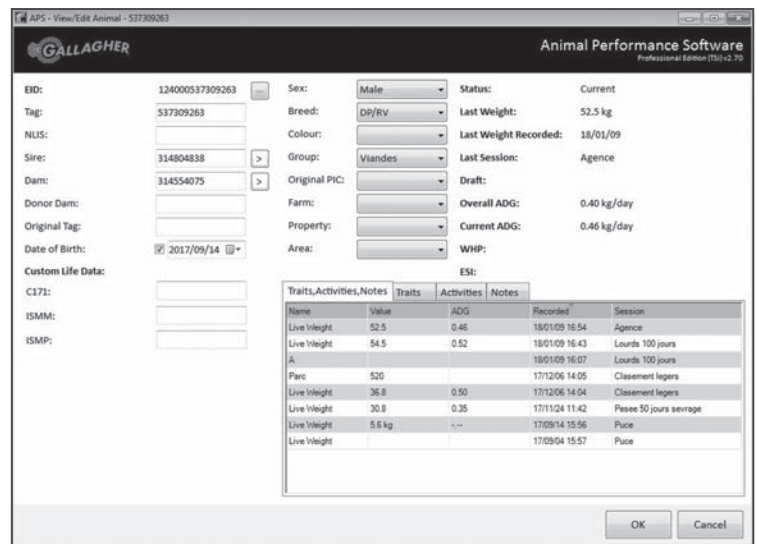 APS - View/Edit Animal - 537309263
GALLAGHER
Animal Performance Software
Professional Edition (TSi) v2.70
EID: 124000537309263 ...
Tag: 537309263
NLIS:
Sire: 314804838 >
Dam: 314554075 >
Donor Dam:
Original Tag:
Date of Birth: 2017/09/14
Custom Life Data:
C171:
ISMM:
ISMP:
Sex: Male
Breed: DP/RV
Colour:
Group: Viandes
Original PIC:
Farm:
Property:
Area:
Status: Current
Last Weight: 52.5 kg
Last Weight Recorded: 18/01/09
Last Session: Agence
Draft:
Overall ADG: 0.40 kg/day
Current ADG: 0.46 kg/day
WHP:
ESI:
Traits,Activities,Notes Traits Activities Notes
Name Value ADG Recorded Session
Live Weight 52.5 0.46 18/01/09 16:54 Agence
Live Weight 54.5 0.52 18/01/09 16:43 Lourds 100 jours
A 18/01/09 16:07 Lourds 100 jours
Parc 520 17/12/06 14:05 Clasement legers
Live Weight 36.8 0.50 17/12/06 14:04 Clasement legers
Live Weight 30.8 0.35 17/11/24 11:42 Pesee 50 jours sevrage
Live Weight 5.6 kg -.-- 17/09/14 15:56 Puce
Live Weight 17/09/04 15:57 Puce
OK Cancel